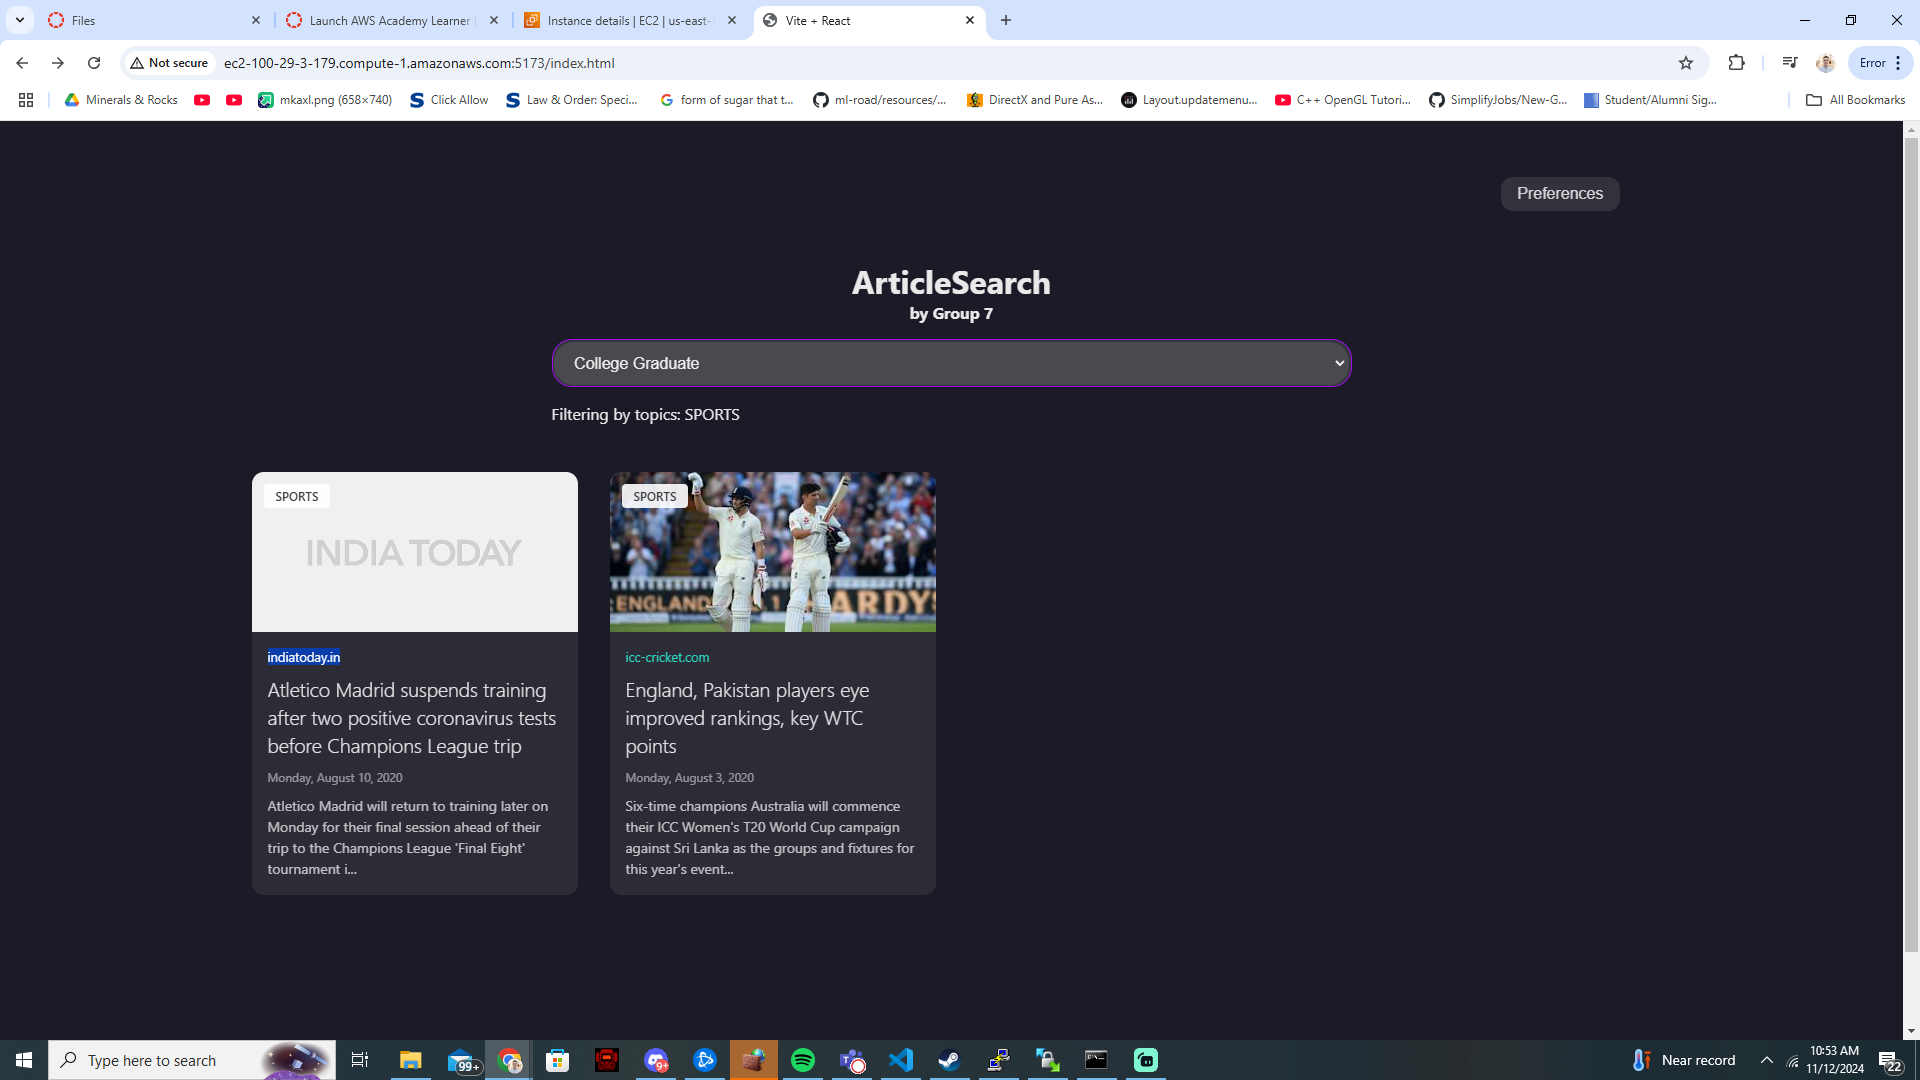 Files
Launch AWS Academy Learner
Instance details | EC2 | us-east-
Vite + React
Not secure
ec2-100-29-3-179.compute-1.amazonaws.com:5173/index.html
Error
Minerals & Rocks
mkaxl.png (658×740)
Click Allow
Law & Order: Speci...
form of sugar that t...
ml-road/resources/...
DirectX and Pure As...
Layout.updatemenu...
C++ OpenGL Tutori...
SimplifyJobs/New-G...
Student/Alumni Sig...
All Bookmarks
Preferences
ArticleSearch
by Group 7
College Graduate
Filtering by topics: SPORTS
SPORTS
INDIA TODAY
indiatoday.in
Atletico Madrid suspends training
after two positive coronavirus tests
before Champions League trip
Monday, August 10, 2020
Atletico Madrid will return to training later on
Monday for their final session ahead of their
trip to the Champions League 'Final Eight'
tournament i...
SPORTS
ENGLAND
HARDYS
icc-cricket.com
England, Pakistan players eye
improved rankings, key WTC
points
Monday, August 3, 2020
Six-time champions Australia will commence
their ICC Women's T20 World Cup campaign
against Sri Lanka as the groups and fixtures for
this year's event...
Type here to search
99+
9+
Near record
10:53 AM
11/12/2024
22